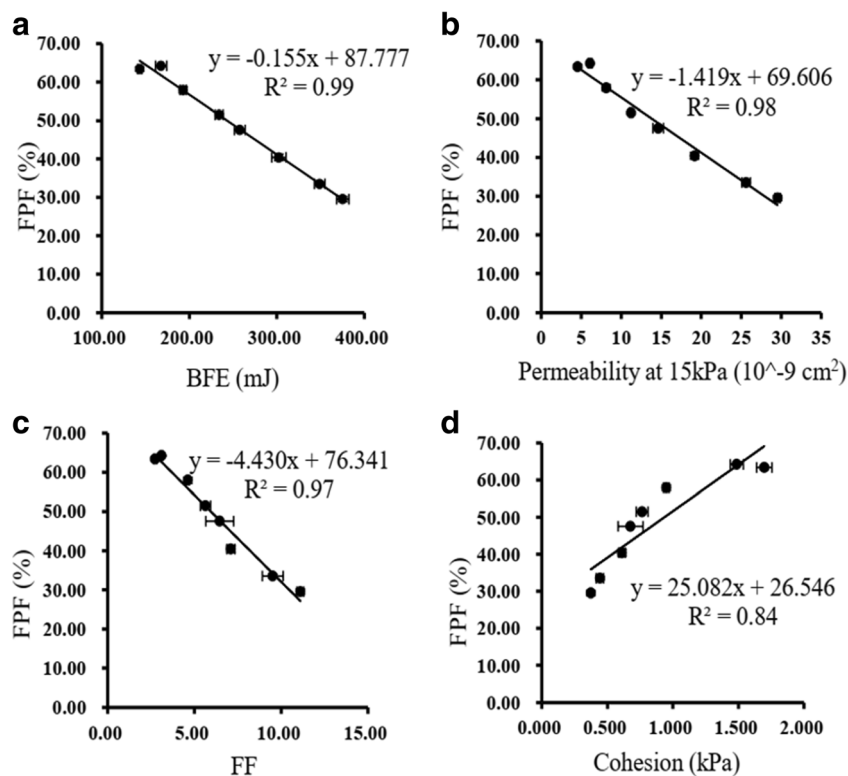 a
70.00
60.00
50.00
40.00
30.00
20.00
10.00
0.00
FPF (%)
y = -0.155x + 87.777
R² = 0.99
100.00 200.00 300.00 400.00
BFE (mJ)
b
70.00
60.00
50.00
40.00
30.00
20.00
10.00
0.00
FPF (%)
y = -1.419x + 69.606
R² = 0.98
0 5 10 15 20 25 30 35
Permeability at 15kPa (10^-9 cm²)
c
70.00
60.00
50.00
40.00
30.00
20.00
10.00
0.00
FPF (%)
y = -4.430x + 76.341
R² = 0.97
0.00 5.00 10.00 15.00
FF
d
70.00
60.00
50.00
40.00
30.00
20.00
10.00
0.00
FPF (%)
y = 25.082x + 26.546
R² = 0.84
0.000 0.500 1.000 1.500 2.000
Cohesion (kPa)